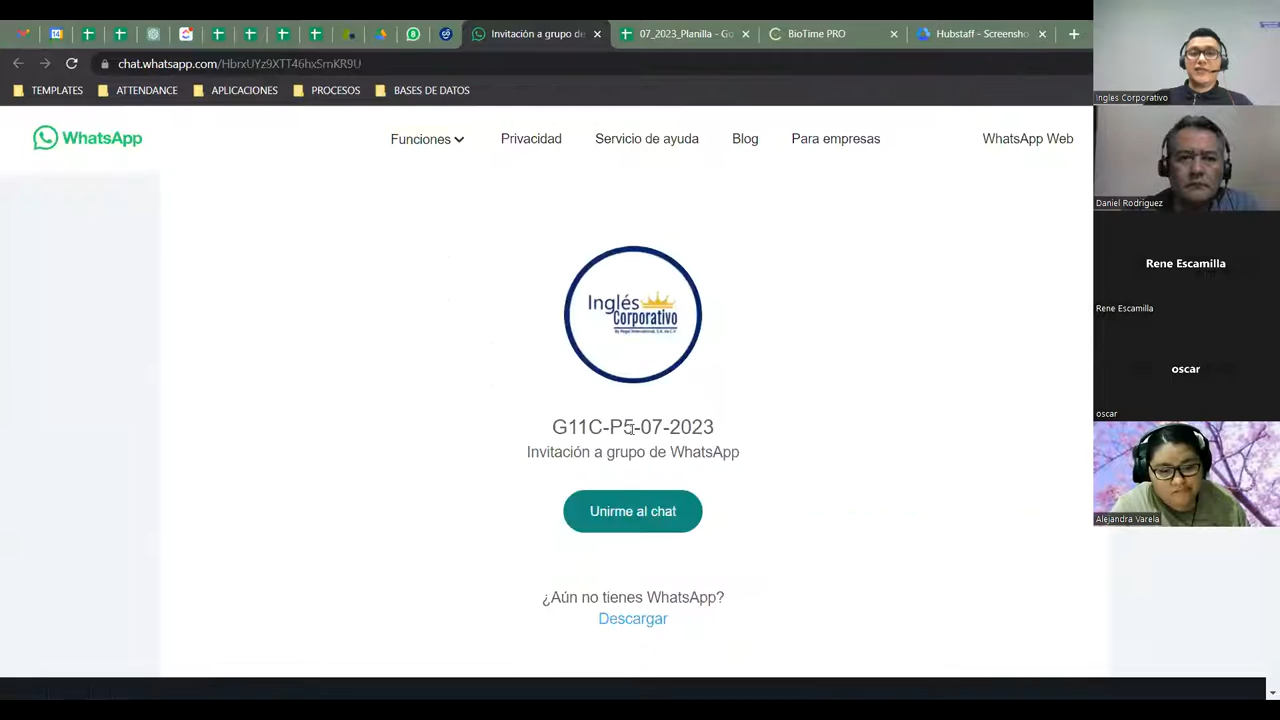 Invitación a grupo de
07_2023_Planilla - Go
BioTime PRO
Hubstaff - Screensho
chat.whatsapp.com/HbrxUYz9XTT46hxSmKR9U
TEMPLATES
ATTENDANCE
APLICACIONES
PROCESOS
BASES DE DATOS
WhatsApp
Funciones
Privacidad
Servicio de ayuda
Blog
Para empresas
WhatsApp Web
Inglés
Corporativo
G11C-P5-07-2023
Invitación a grupo de WhatsApp
Unirme al chat
¿Aún no tienes WhatsApp?
Descargar
Ingles Corporativo
Daniel Rodriguez
Rene Escamilla
Rene Escamilla
oscar
oscar
Alejandra Varela